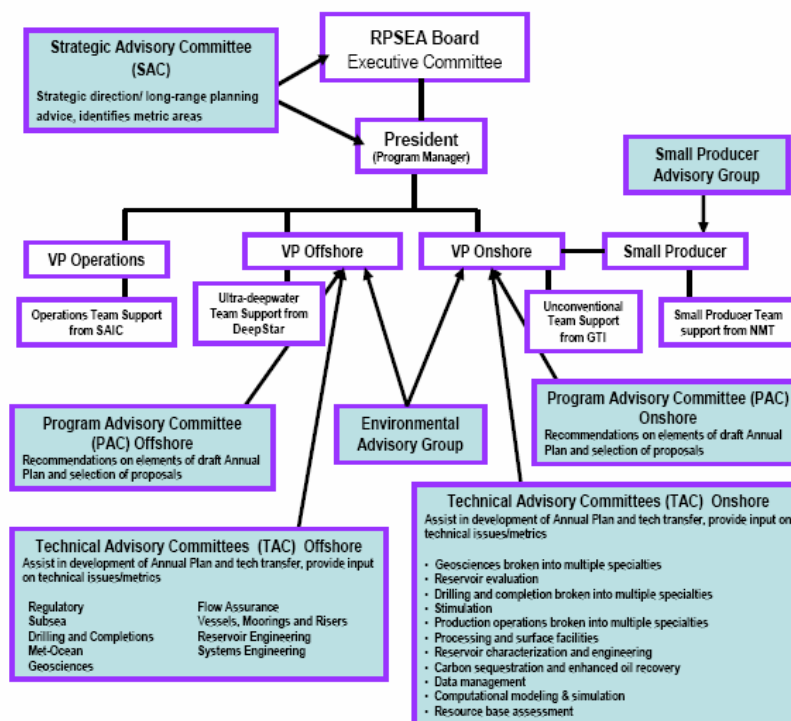 Strategic Advisory Committee
(SAC)
Strategic direction/ long-range planning
advice, identifies metric areas
RPSEA Board
Executive Committee
President
(Program Manager)
Small Producer
Advisory Group
VP Operations
VP Offshore
VP Onshore
Small Producer
Operations Team Support
from SAIC
Ultra-deepwater
Team Support from
DeepStar
Unconventional
Team Support
from GTI
Small Producer Team
support from NMT
Program Advisory Committee
(PAC) Offshore
Recommendations on elements of draft Annual
Plan and selection of proposals
Environmental
Advisory Group
Program Advisory Committee (PAC)
Onshore
Recommendations on elements of draft Annual
Plan and selection of proposals
Technical Advisory Committees (TAC) Offshore
Assist in development of Annual Plan and tech transfer, provide input
on technical issues/metrics
Regulatory
Subsea
Drilling and Completions
Met-Ocean
Geosciences
Flow Assurance
Vessels, Moorings and Risers
Reservoir Engineering
Systems Engineering
Technical Advisory Committees (TAC) Onshore
Assist in development of Annual Plan and tech transfer, provide input on
technical issues/metrics
· Geosciences broken into multiple specialties
· Reservoir evaluation
· Drilling and completion broken into multiple specialties
· Stimulation
· Production operations broken into multiple specialties
· Processing and surface facilities
· Reservoir characterization and engineering
· Carbon sequestration and enhanced oil recovery
· Data management
· Computational modeling & simulation
· Resource base assessment